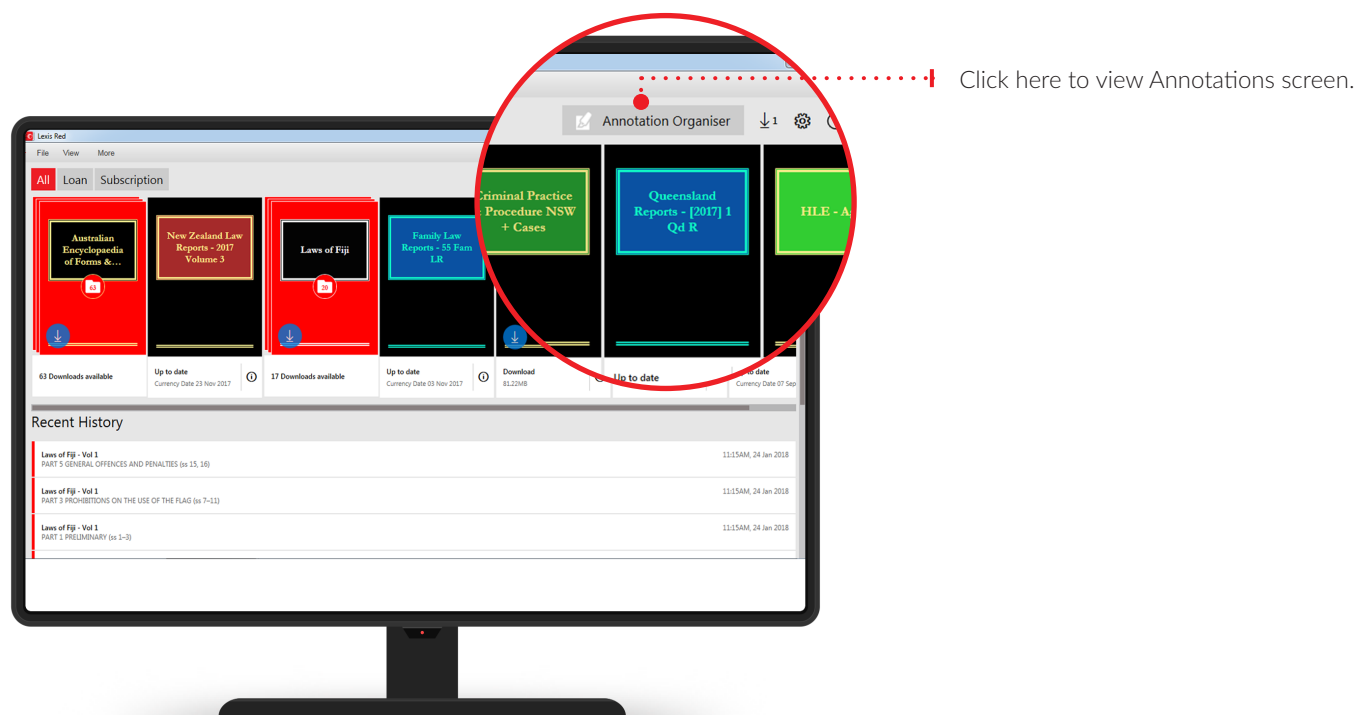 Click here to view Annotations screen.
Annotation Organiser
1
Lexis Red
File View More
All Loan Subscription
Australian
Encyclopaedia
of Forms &...
63
New Zealand Law
Reports - 2017
Volume 3
Laws of Fiji
20
Family Law
Reports - 55 Fam
LR
Criminal Practice
Procedure NSW
+ Cases
Queensland
Reports - [2017] 1
Qd R
HLE - A
63 Downloads available
Up to date
Currency Date 23 Nov 2017
17 Downloads available
Up to date
Currency Date 03 Nov 2017
Download
81.22MB
Up to date
to date
Currency Date 07 Sep
Recent History
Laws of Fiji - Vol 1
11:15AM, 24 Jan 2018
PART 5 GENERAL OFFENCES AND PENALTIES (ss 15, 16)
Laws of Fiji - Vol 1
11:15AM, 24 Jan 2018
PART 3 PROHIBITIONS ON THE USE OF THE FLAG (ss 7–11)
Laws of Fiji - Vol 1
11:15AM, 24 Jan 2018
PART 1 PRELIMINARY (ss 1–3)